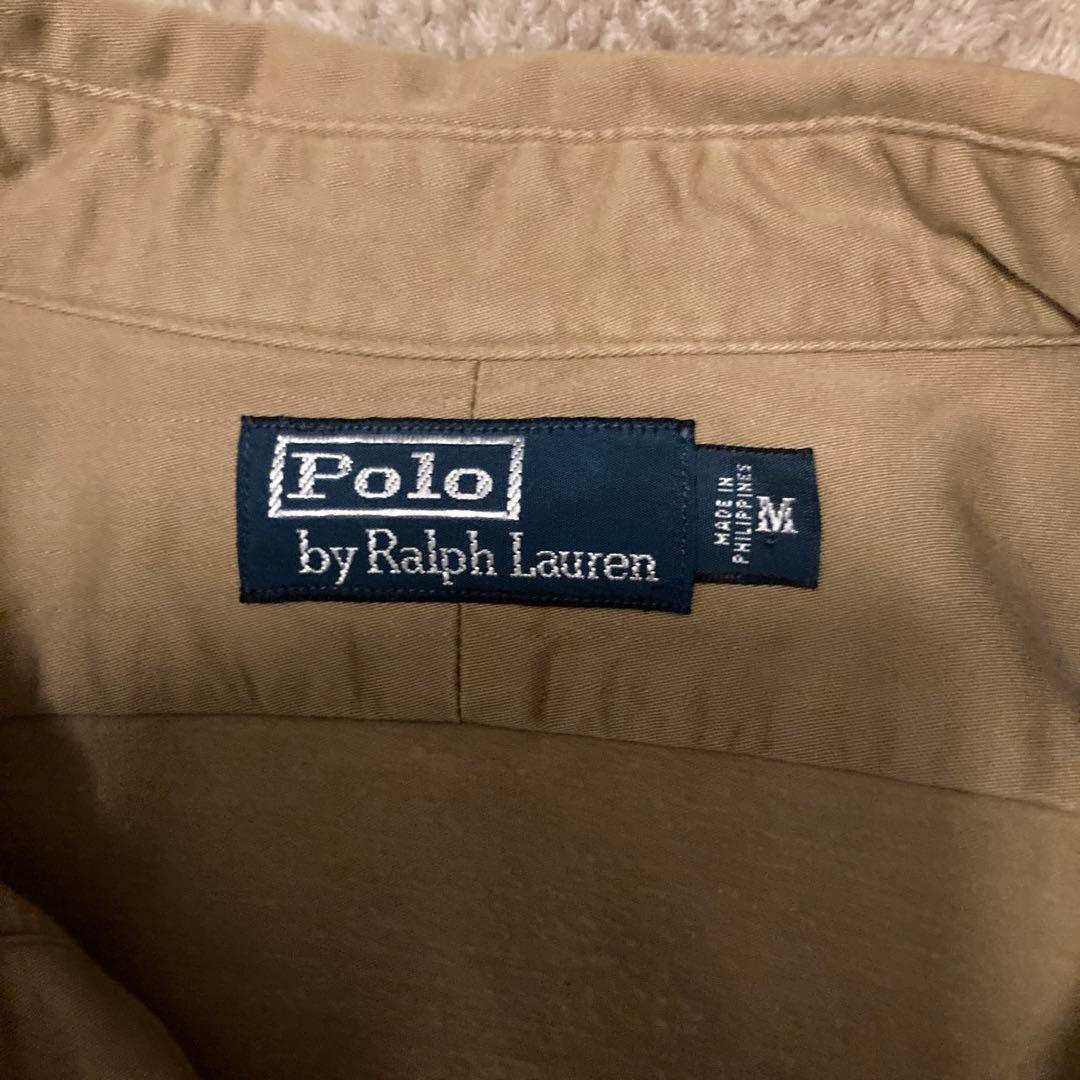 Polo
by Ralph Lauren
MADE IN
PHILIPPINES
M